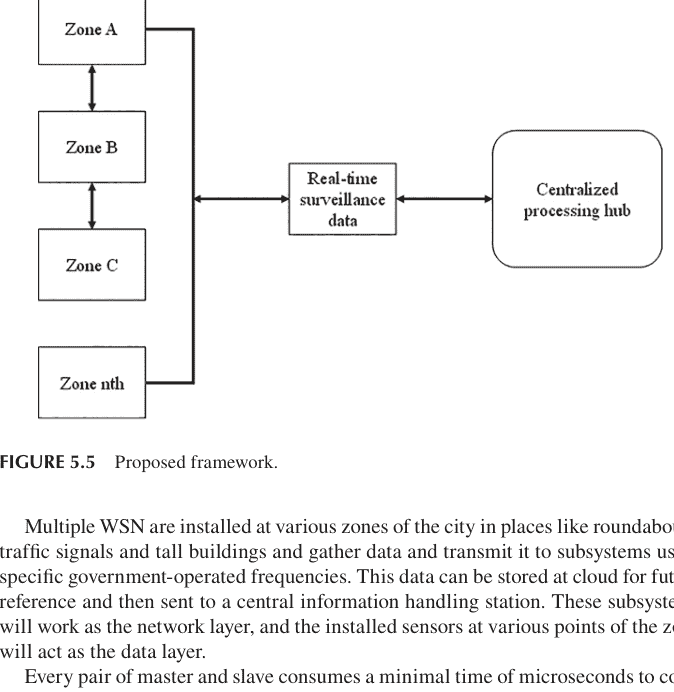 Zone A
Zone B
Zone C
Zone nth
Real-time
surveillance
data
Centralized
processing hub
FIGURE 5.5 Proposed framework.
Multiple WSN are installed at various zones of the city in places like
traffic signals and tall buildings and gather data and transmit it to subsystems
specific government-operated frequencies. This data can be stored at cloud for
reference and then sent to a central information handling station. These
will work as the network layer, and the installed sensors at various points of the
will act as the data layer.
Every pair of master and slave consumes a minimal time of microseconds to